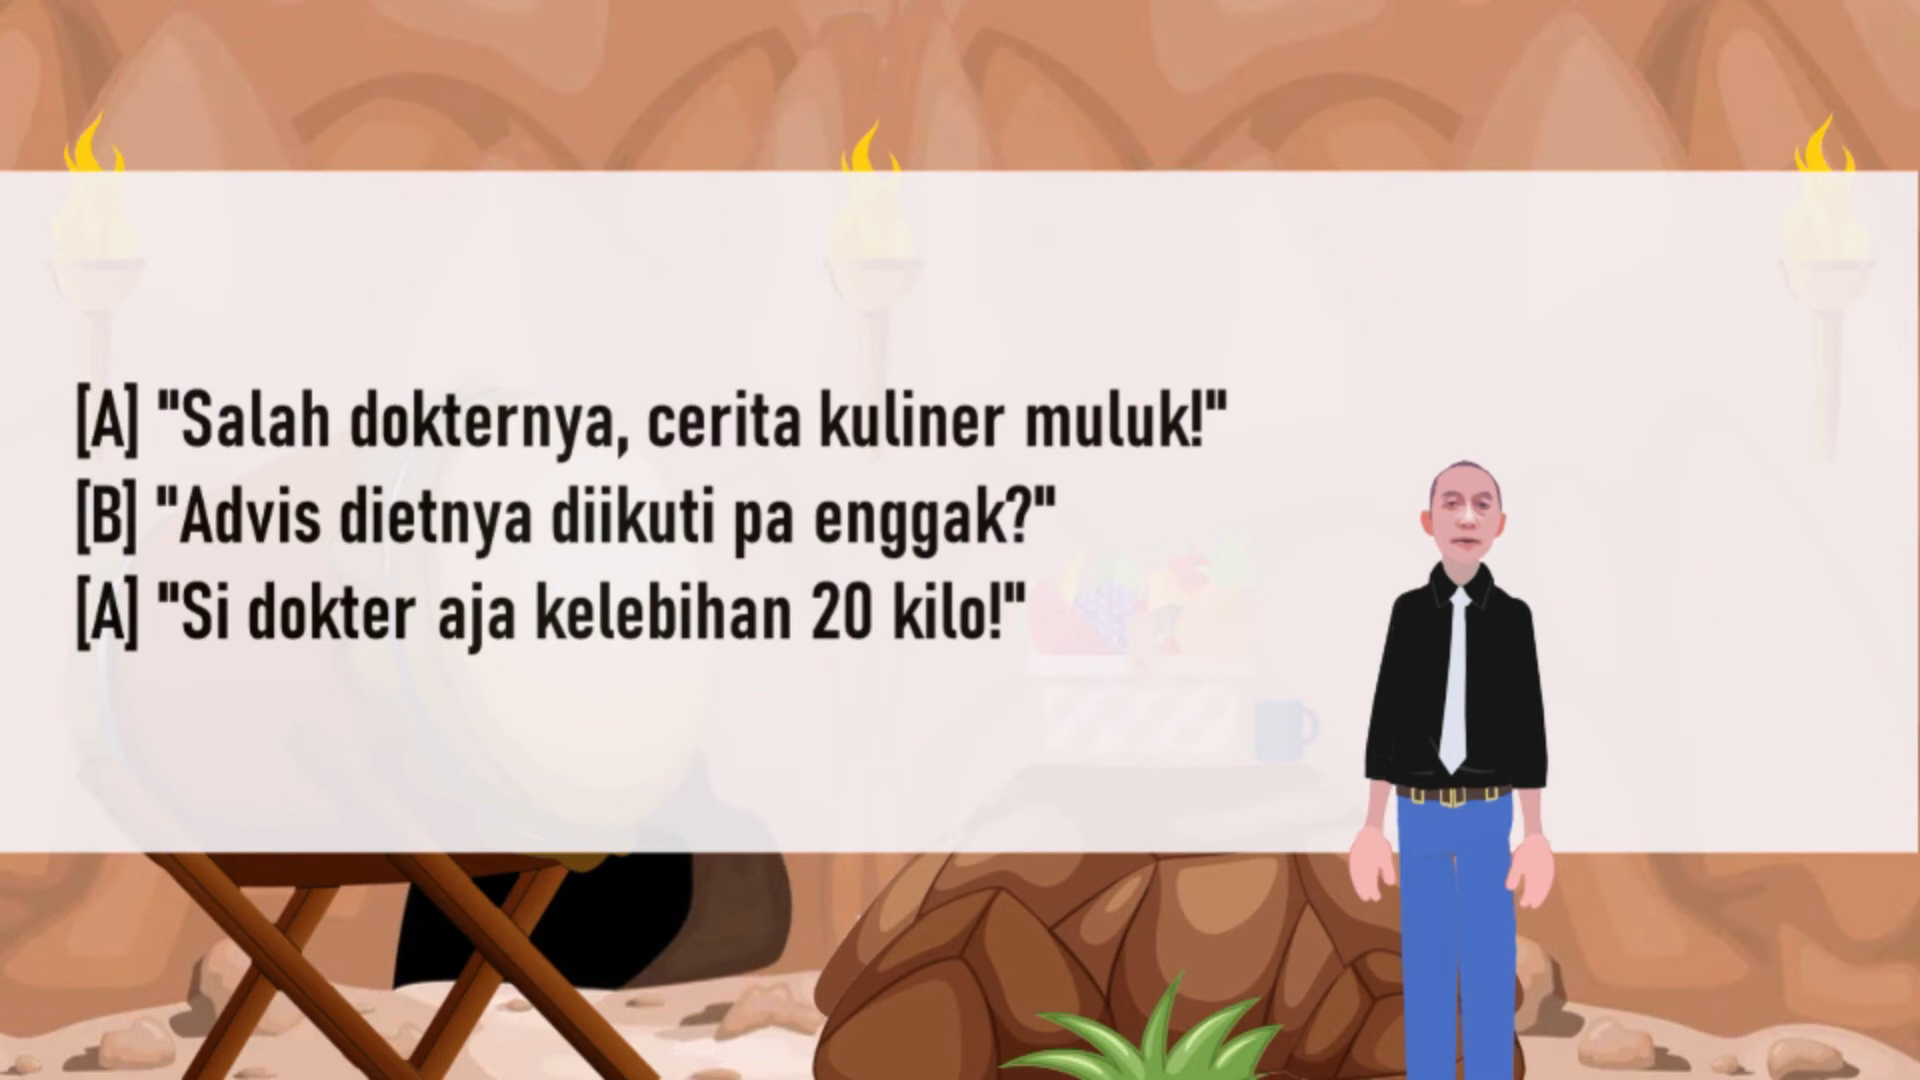 [A] "Salah dokternya, cerita kuliner muluk!"
[B] "Advis dietnya diikuti pa enggak?"
[A] "Si dokter aja kelebihan 20 kilo!"